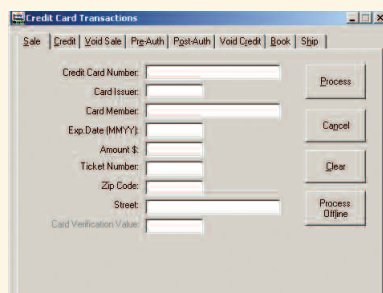 Credit Card Transactions
Sale Credit Void Sale Pre-Auth Post-Auth Void Credit Book Ship
Credit Card Number:
Card Issuer:
Card Member:
Exp.Date (MMYY):
Amount $:
Ticket Number:
Zip Code:
Street:
Card Verification Value:
Process
Cancel
Clear
Process
Offline